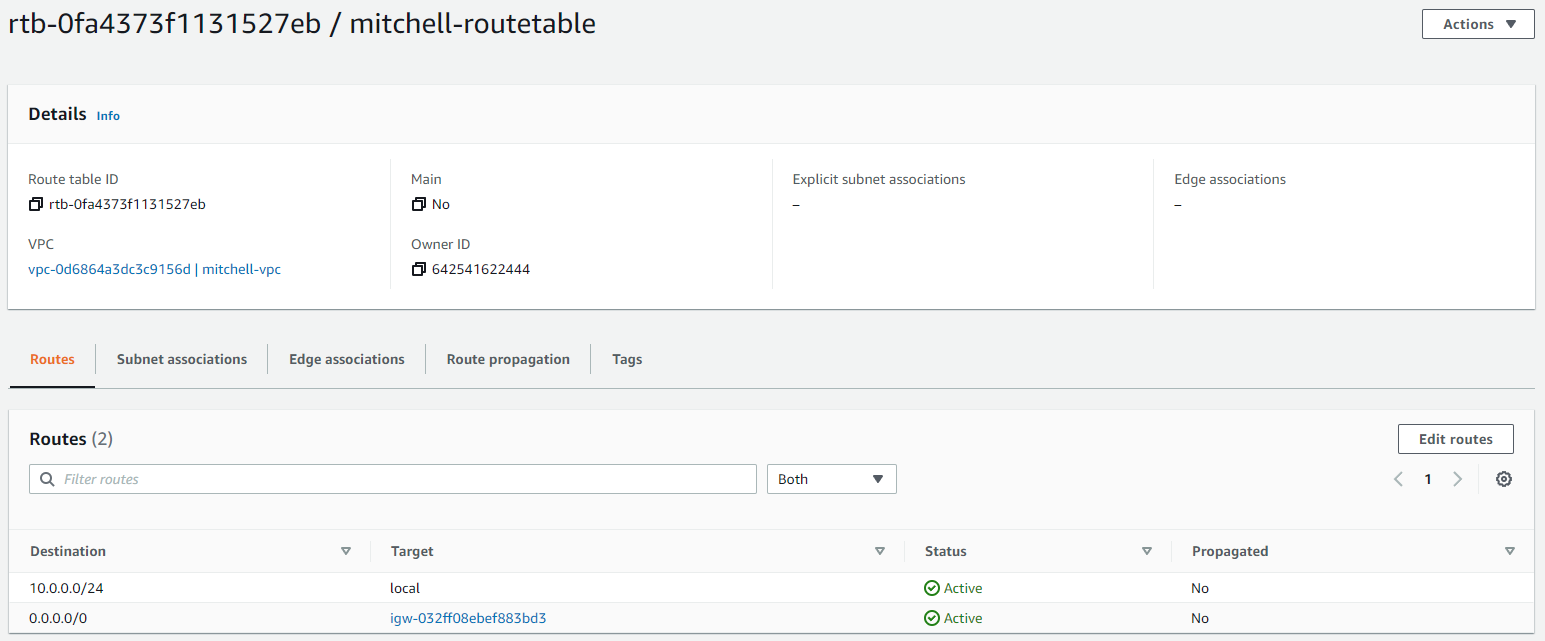 rtb-0fa4373f1131527eb / mitchell-routetable
Actions
Details Info
Route table ID
rtb-0fa4373f1131527eb
Main
No
Explicit subnet associations
–
Edge associations
–
VPC
vpc-0d6864a3dc3c9156d | mitchell-vpc
Owner ID
642541622444
Routes Subnet associations Edge associations Route propagation Tags
Routes (2)
Edit routes
Filter routes Both 1
Destination Target Status Propagated
10.0.0.0/24 local Active No
0.0.0.0/0 igw-032ff08ebef883bd3 Active No